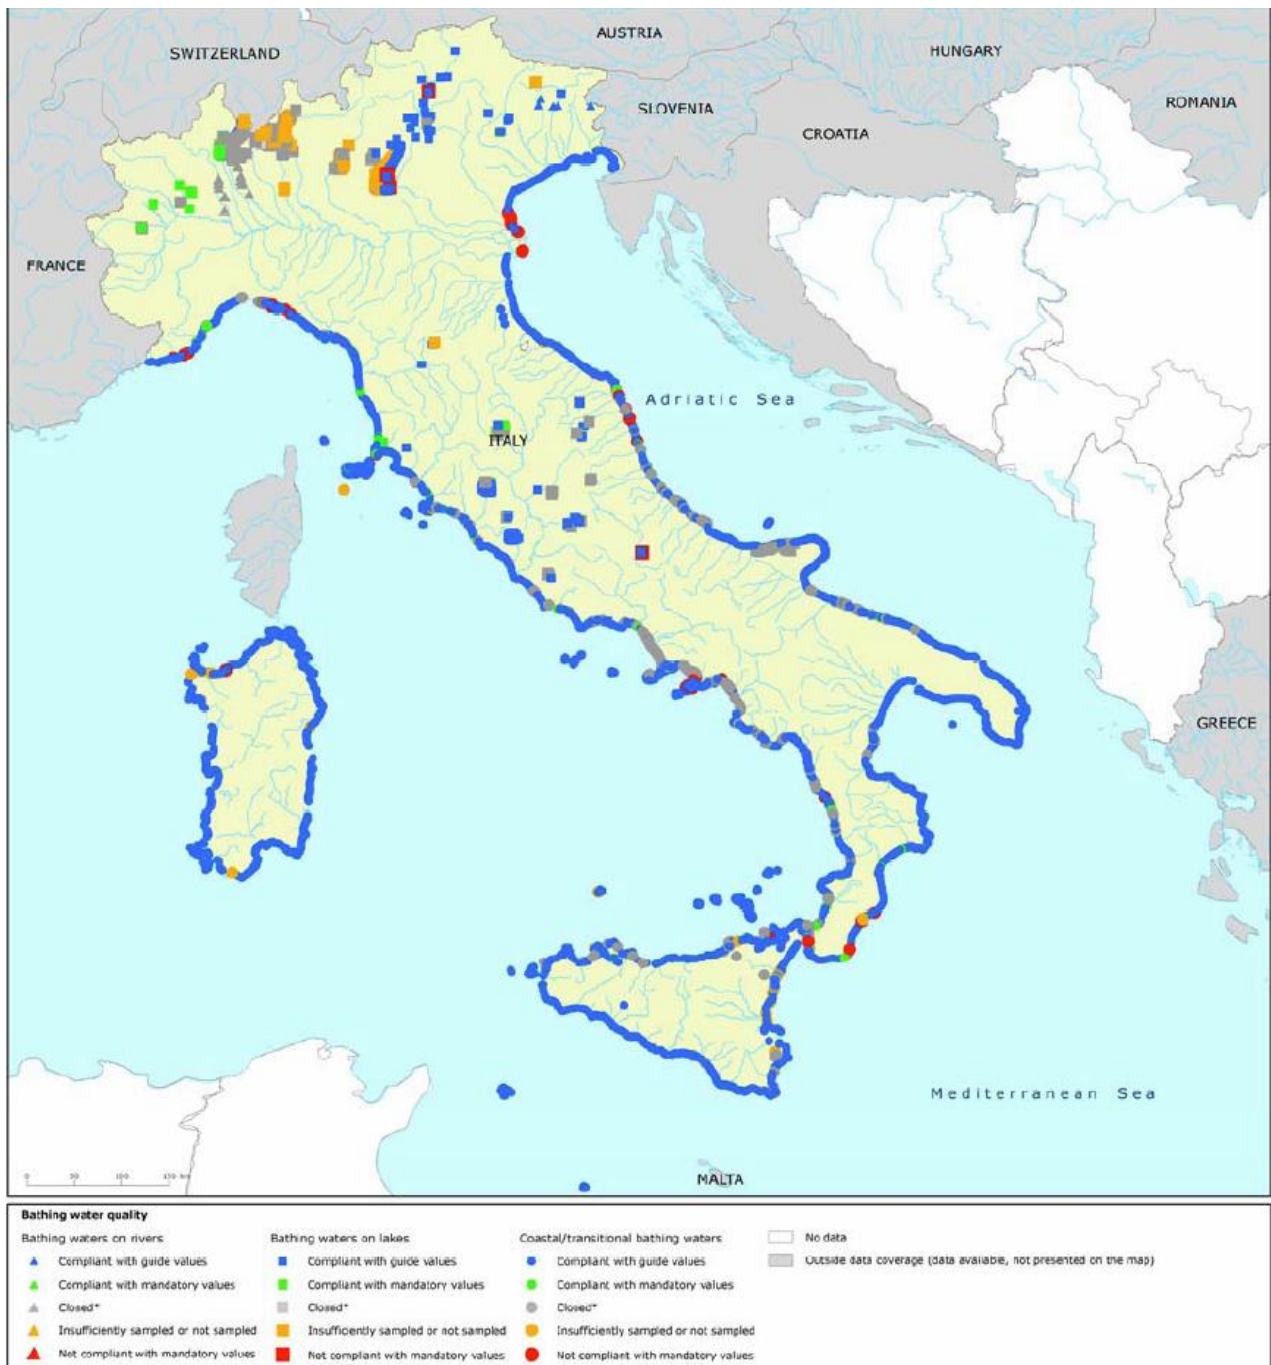 AUSTRIA
SWITZERLAND
HUNGARY
SLOVENIA
ROMANIA
CROATIA
FRANCE
Adriatic Sea
ITALY
GREECE
Mediterranean Sea
MALTA
0 50 100 150 km
Bathing water quality
Bathing waters on rivers
Compliant with guide values
Compliant with mandatory values
Closed*
Insufficiently sampled or not sampled
Not compliant with mandatory values
Bathing waters on lakes
Compliant with guide values
Compliant with mandatory values
Closed*
Insufficiently sampled or not sampled
Not compliant with mandatory values
Coastal/transitional bathing waters
Compliant with guide values
Compliant with mandatory values
Closed*
Insufficiently sampled or not sampled
Not compliant with mandatory values
No data
Outside data coverage (data available, not presented on the map)